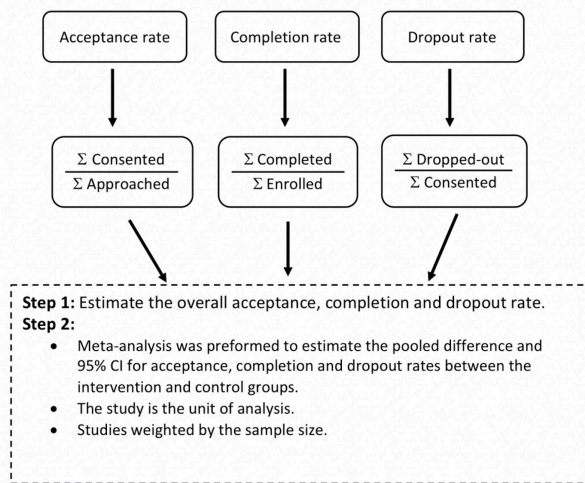 Acceptance rate
Completion rate
Dropout rate
Σ Consented
Σ Approached
Σ Completed
Σ Enrolled
Σ Dropped-out
Σ Consented
Step 1: Estimate the overall acceptance, completion and dropout rate.
Step 2:
• Meta-analysis was preformed to estimate the pooled difference and
95% CI for acceptance, completion and dropout rates between the
intervention and control groups.
• The study is the unit of analysis.
• Studies weighted by the sample size.